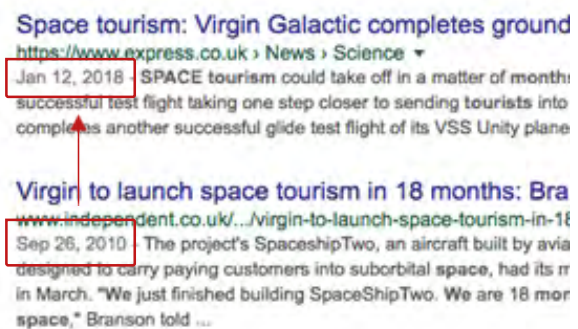 Space tourism: Virgin Galactic completes ground
https://www.express.co.uk › News › Science ▾
Jan 12, 2018 - SPACE tourism could take off in a matter of months
successful test flight taking one step closer to sending tourists into
completes another successful glide test flight of its VSS Unity plane
Virgin to launch space tourism in 18 months: Bra
www.independent.co.uk/.../virgin-to-launch-space-tourism-in-18
Sep 26, 2010 - The project's SpaceshipTwo, an aircraft built by avia
designed to carry paying customers into suborbital space, had its m
in March. "We just finished building SpaceShipTwo. We are 18 mon
space," Branson told ...